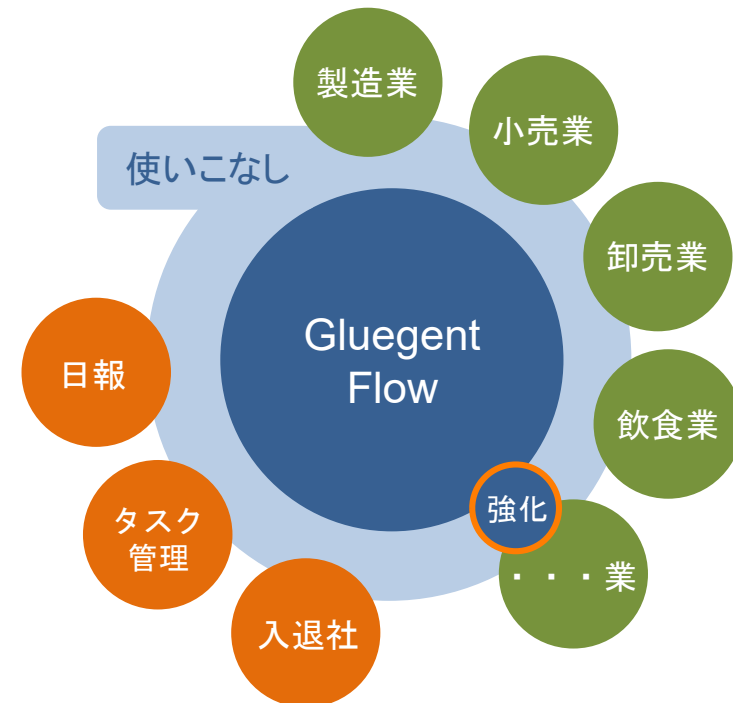 製造業
小売業
使いこなし
卸売業
Gluegent
Flow
日報
飲食業
強化
タスク
管理
・・・業
入退社